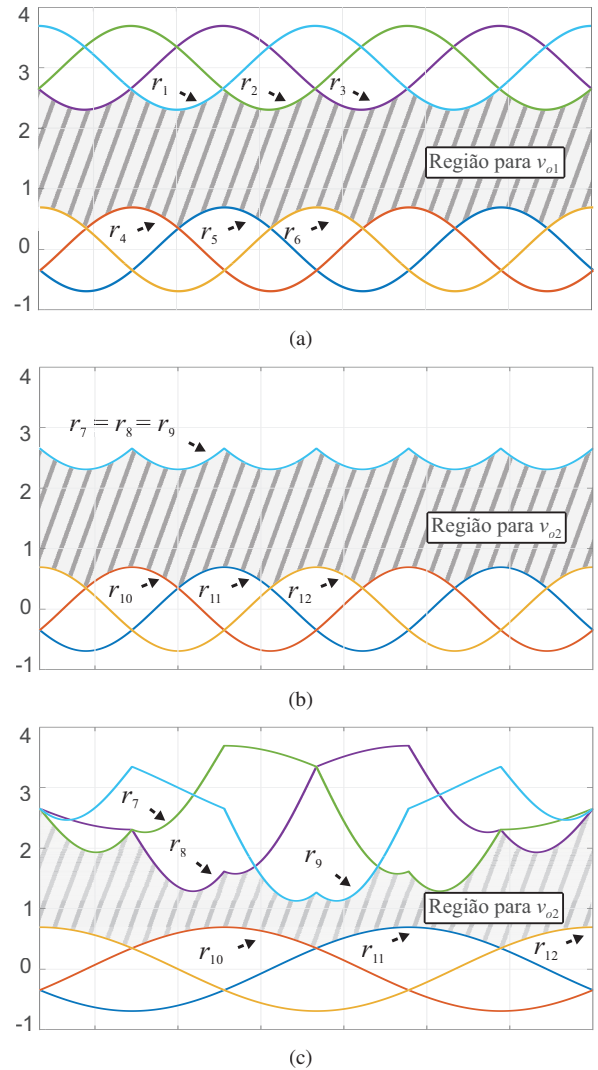 4
3
r₁ r₂ r₃
2
Região para vₒ₁
1
r₄ r₅ r₆
0
-1
(a)
4
r₇ = r₈ = r₉
3
2
Região para vₒ₂
1
r₁₀ r₁₁ r₁₂
0
-1
(b)
4
3
r₇
r₈ r₉
2
Região para vₒ₂
1
r₁₀ r₁₁ r₁₂
0
-1
(c)